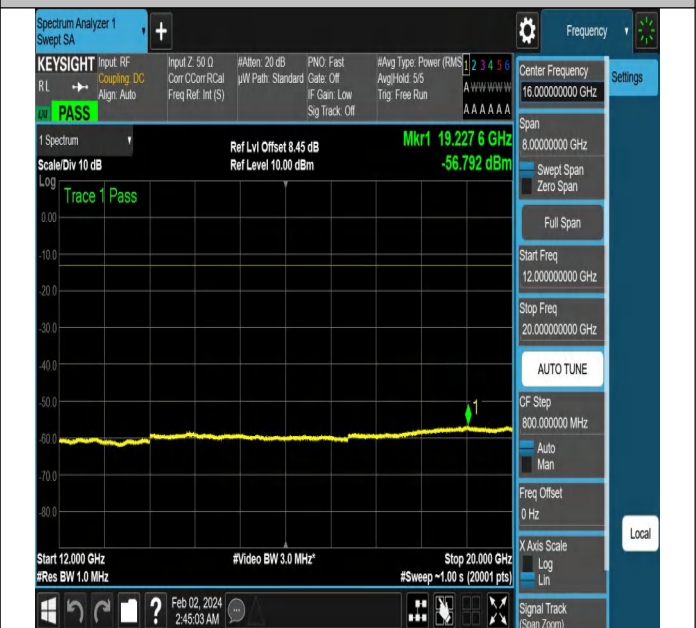 Spectrum Analyzer 1
Swept SA
+
Frequency
KEYSIGHT
RL
Input: RF
Coupling: DC
Align: Auto
Input Z: 50 Ω
Corr CCorr RCal
Freq Ref: Int (S)
#Atten: 20 dB
µW Path: Standard
PNO: Fast
Gate: Off
IF Gain: Low
Sig Track: Off
#Avg Type: Power (RMS
Avg|Hold: 5/5
Trig: Free Run
1 2 3 4 5 6
A W W W W W
A A A A A A
PASS
1 Spectrum
Scale/Div 10 dB
Ref Lvl Offset 8.45 dB
Ref Level 10.00 dBm
Mkr1 19.227 6 GHz
-56.792 dBm
Log
Trace 1 Pass
0.00
-10.0
-20.0
-30.0
-40.0
-50.0
-60.0
-70.0
-80.0
1
Start 12.000 GHz
#Res BW 1.0 MHz
#Video BW 3.0 MHz*
Stop 20.000 GHz
#Sweep ~1.00 s (20001 pts)
Center Frequency
16.000000000 GHz
Settings
Span
8.00000000 GHz
Swept Span
Zero Span
Full Span
Start Freq
12.000000000 GHz
Stop Freq
20.000000000 GHz
AUTO TUNE
CF Step
800.000000 MHz
Auto
Man
Freq Offset
0 Hz
X Axis Scale
Log
Lin
Local
Signal Track
(Span Zoom)
?
Feb 02, 2024
2:45:03 AM